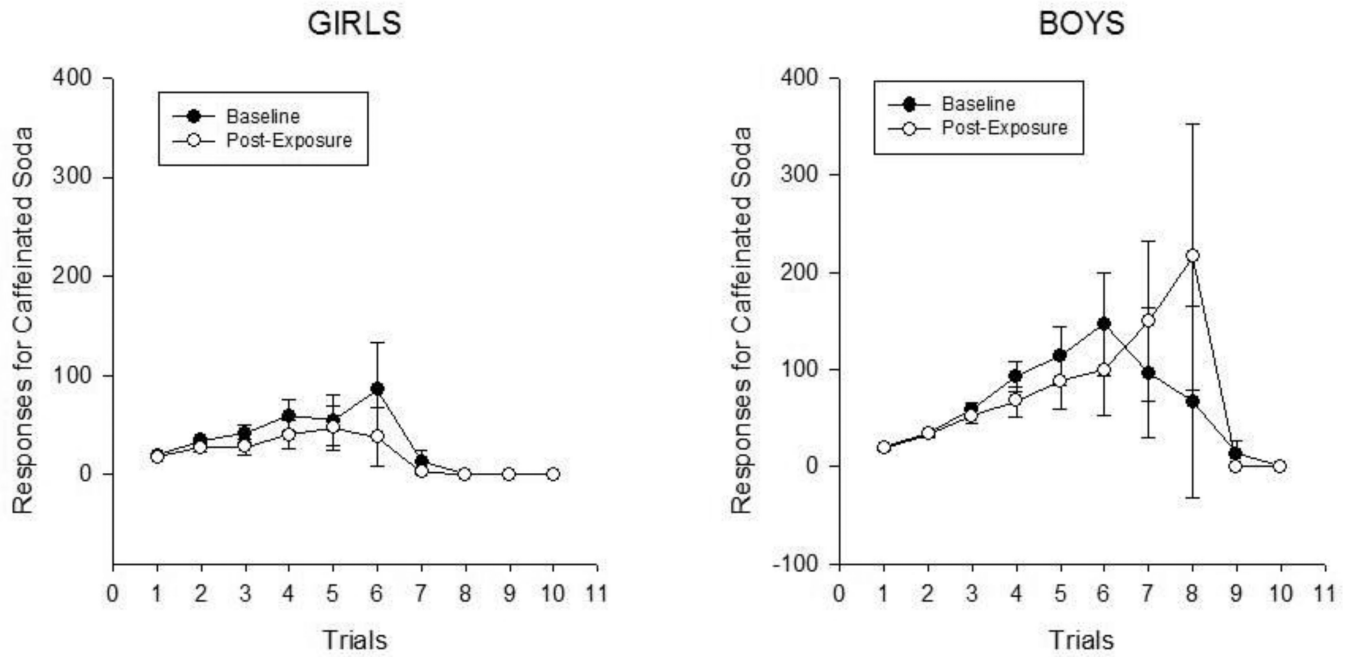 GIRLS
400
300
200
100
0
Baseline
Post-Exposure
Responses for Caffeinated Soda
0 1 2 3 4 5 6 7 8 9 10 11
Trials
BOYS
400
300
200
100
0
-100
Baseline
Post-Exposure
Responses for Caffeinated Soda
0 1 2 3 4 5 6 7 8 9 10 11
Trials